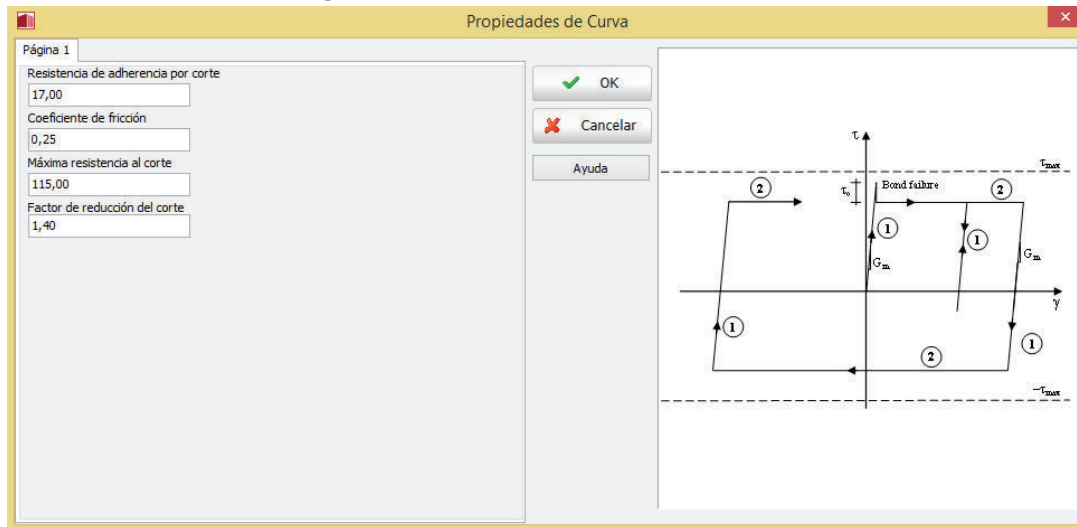 Propiedades de Curva
Página 1
Resistencia de adherencia por corte
17,00
Coeficiente de fricción
0,25
Máxima resistencia al corte
115,00
Factor de reducción del corte
1,40
OK
Cancelar
Ayuda
τ
τmax
2
τo
Bond failure
2
1
1
Gm
Gm
γ
1
1
2
-τmax